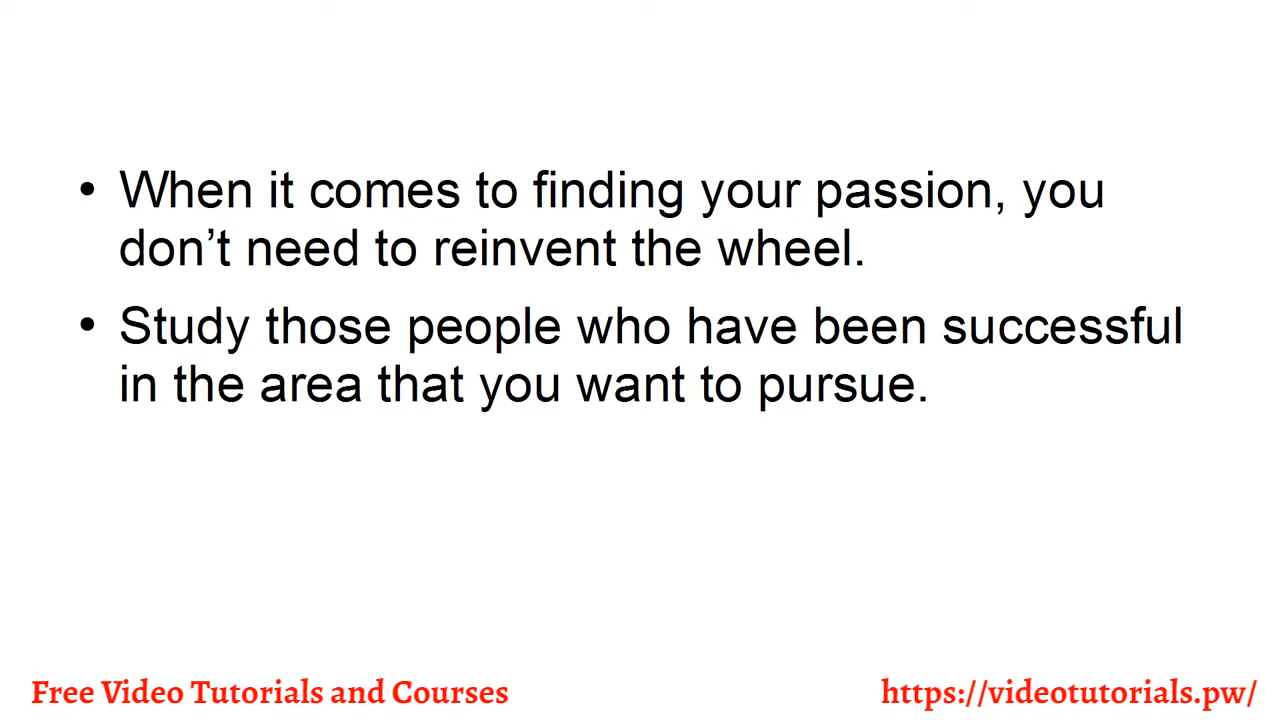 • When it comes to finding your passion, you
don’t need to reinvent the wheel.
• Study those people who have been successful
in the area that you want to pursue.
Free Video Tutorials and Courses
https://videotutorials.pw/